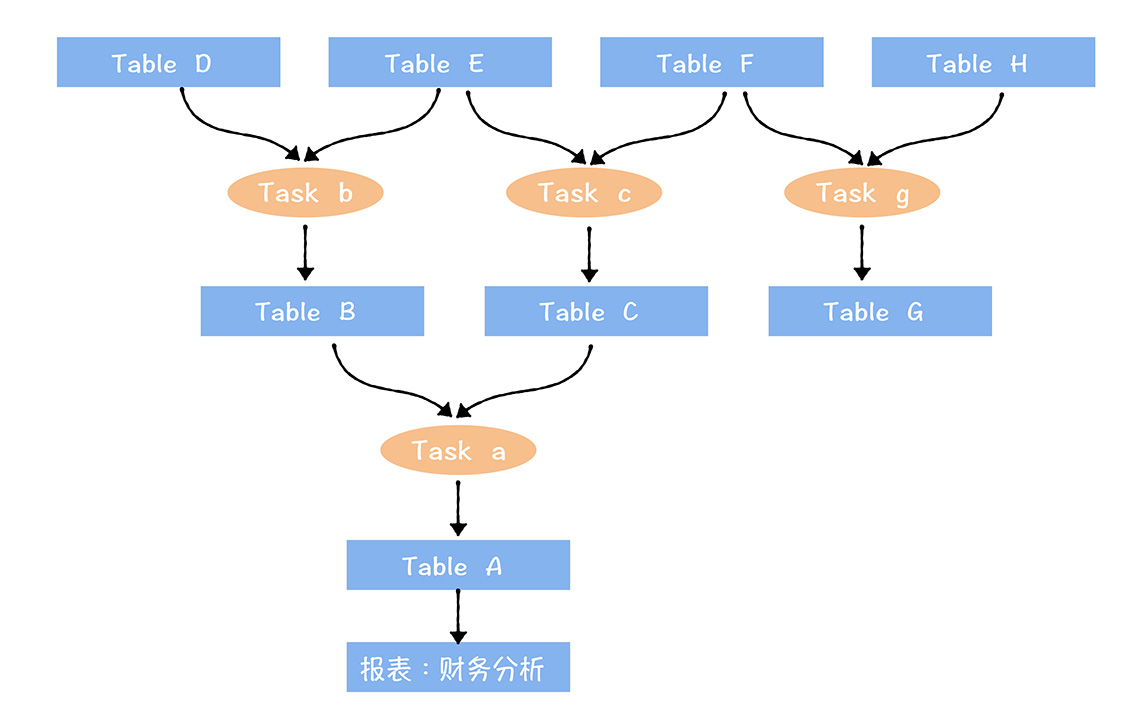 Table D
Table E
Table F
Table H
Task b
Task c
Task g
Table B
Table C
Table G
Task a
Table A
报表：财务分析